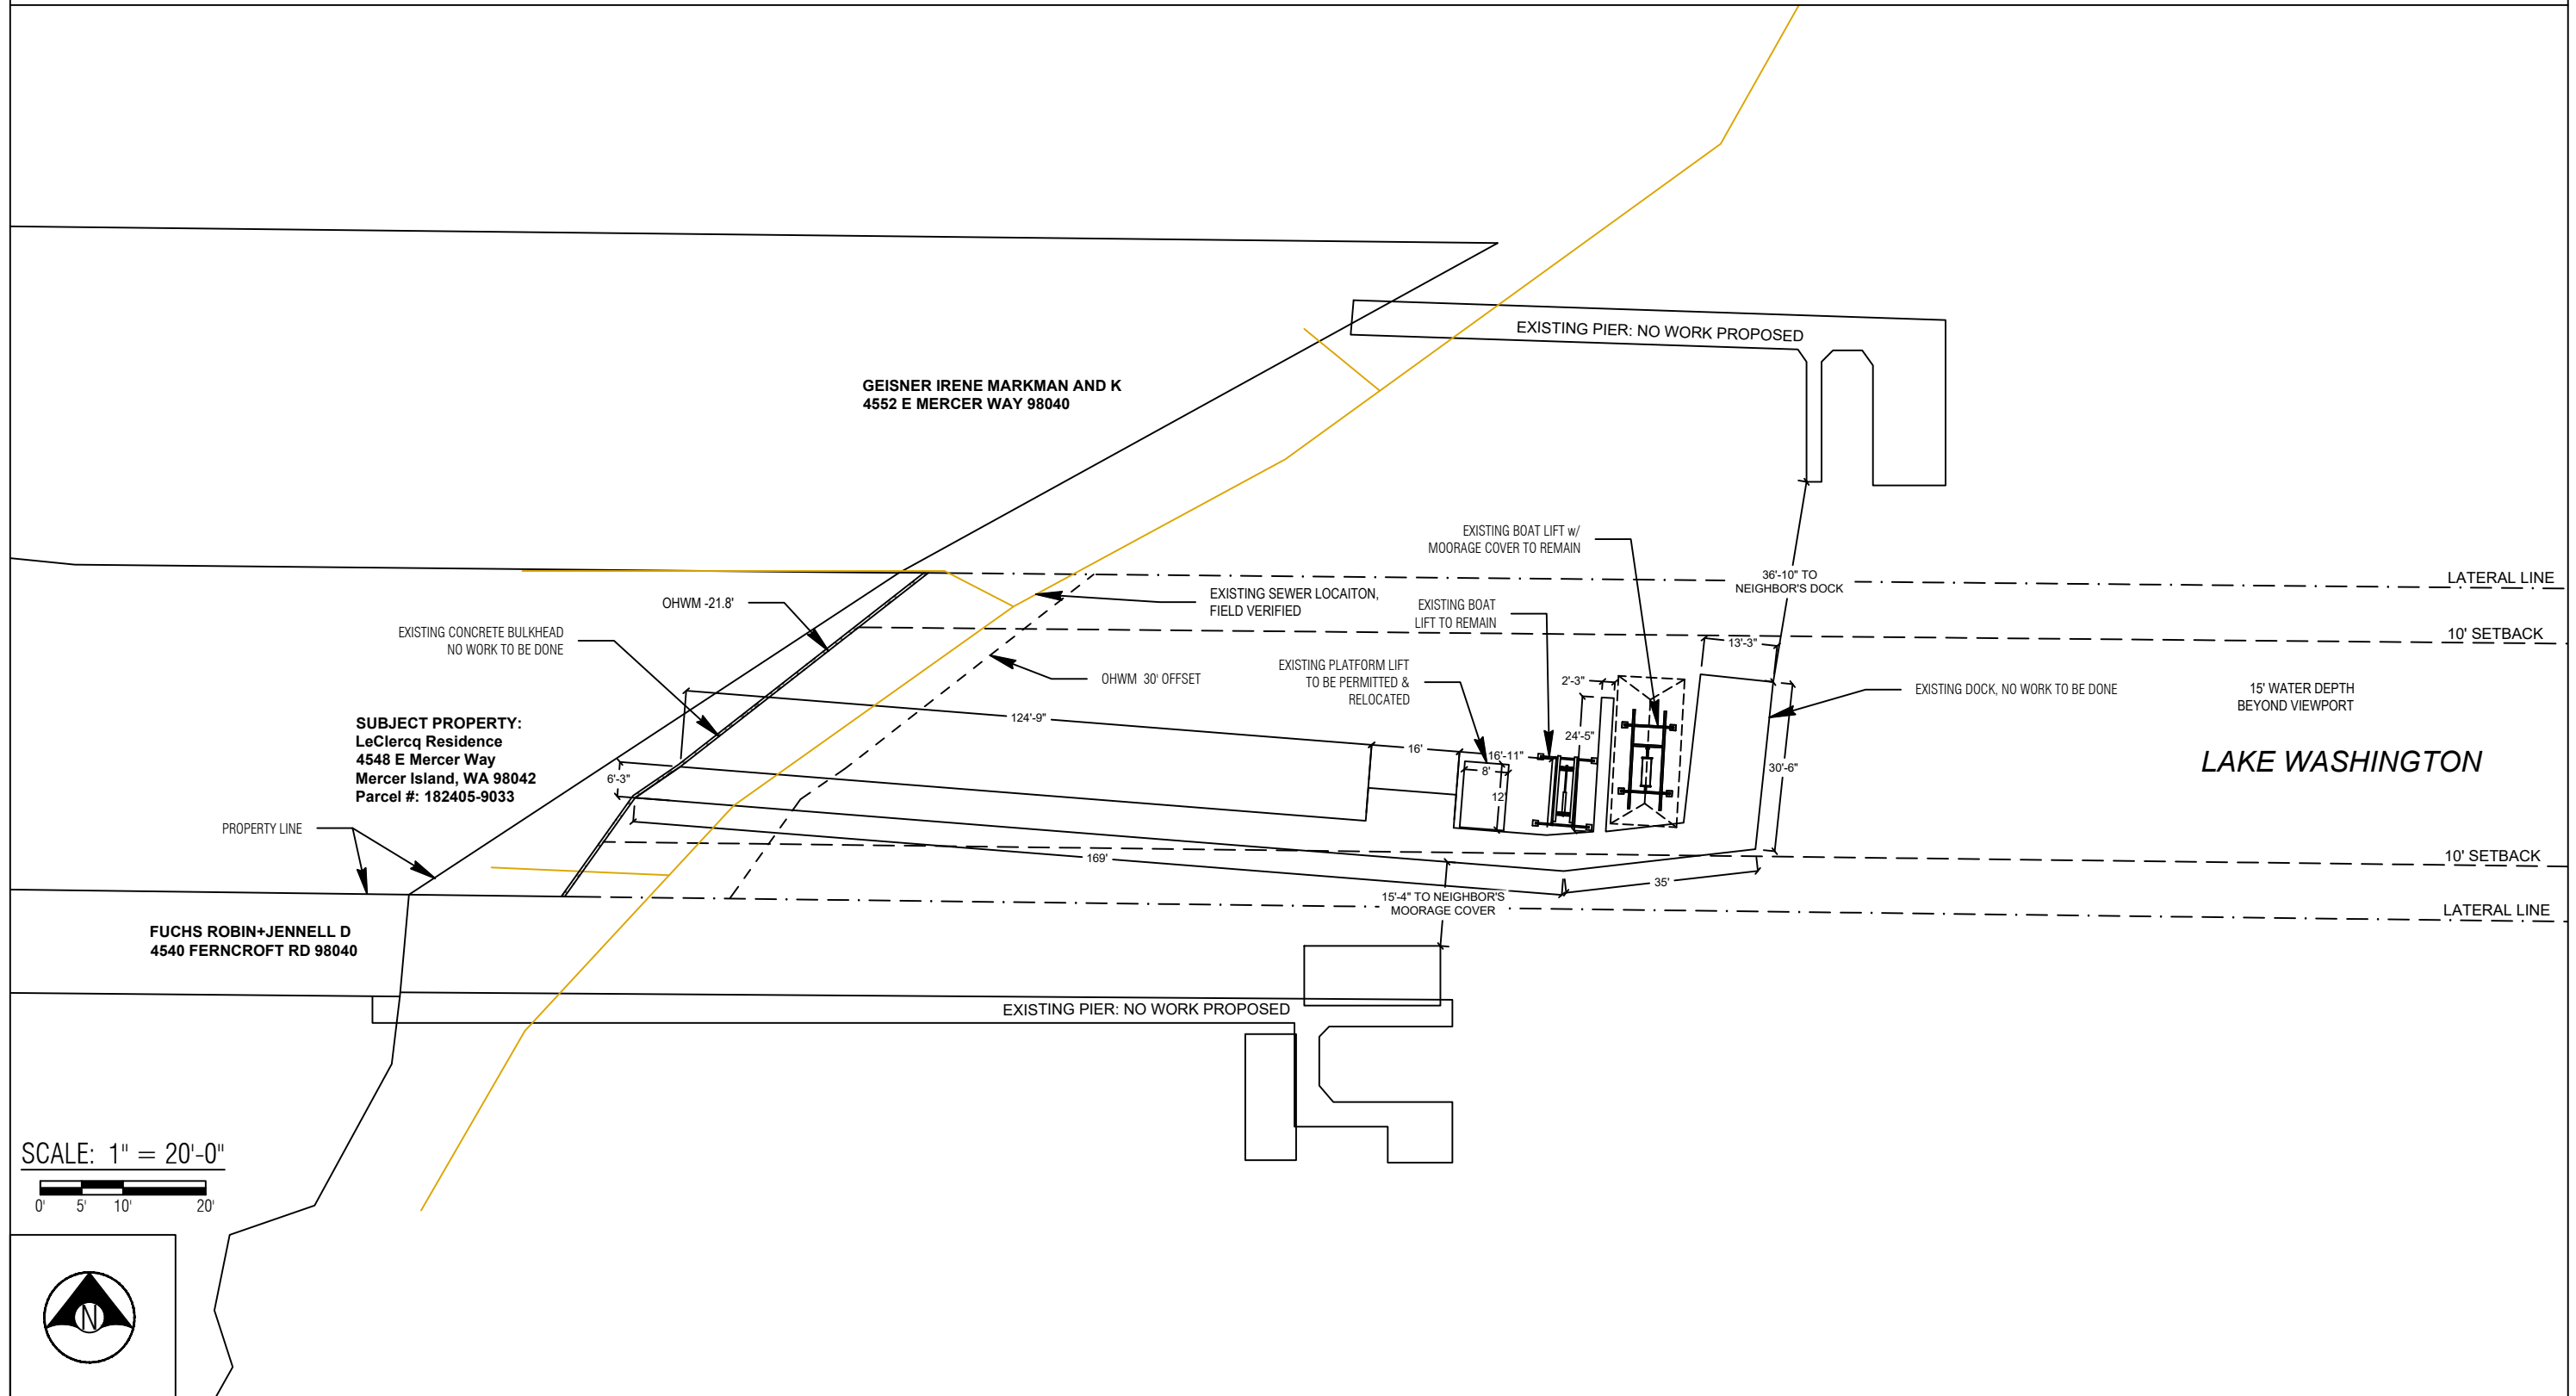 EXISTING PIER: NO WORK PROPOSED
GEISNER IRENE MARKMAN AND K
4552 E MERCER WAY 98040
EXISTING BOAT LIFT w/
MOORAGE COVER TO REMAIN
36'-10" TO
NEIGHBOR'S DOCK
LATERAL LINE
OHWM -21.8'
EXISTING SEWER LOCAITON,
FIELD VERIFIED
EXISTING BOAT
LIFT TO REMAIN
EXISTING CONCRETE BULKHEAD
NO WORK TO BE DONE
10' SETBACK
13'-3"
EXISTING PLATFORM LIFT
TO BE PERMITTED &
RELOCATED
OHWM 30' OFFSET
2'-3"
EXISTING DOCK, NO WORK TO BE DONE
15' WATER DEPTH
BEYOND VIEWPORT
124'-9"
SUBJECT PROPERTY:
LeClercq Residence
4548 E Mercer Way
Mercer Island, WA 98042
Parcel #: 182405-9033
24'-5"
16'
16'-11"
8'
12'
30'-6"
LAKE WASHINGTON
6'-3"
PROPERTY LINE
169'
10' SETBACK
35'
15'-4" TO NEIGHBOR'S
MOORAGE COVER
LATERAL LINE
FUCHS ROBIN+JENNELL D
4540 FERNCROFT RD 98040
EXISTING PIER: NO WORK PROPOSED
SCALE: 1" = 20'-0"
0' 5' 10' 20'
N